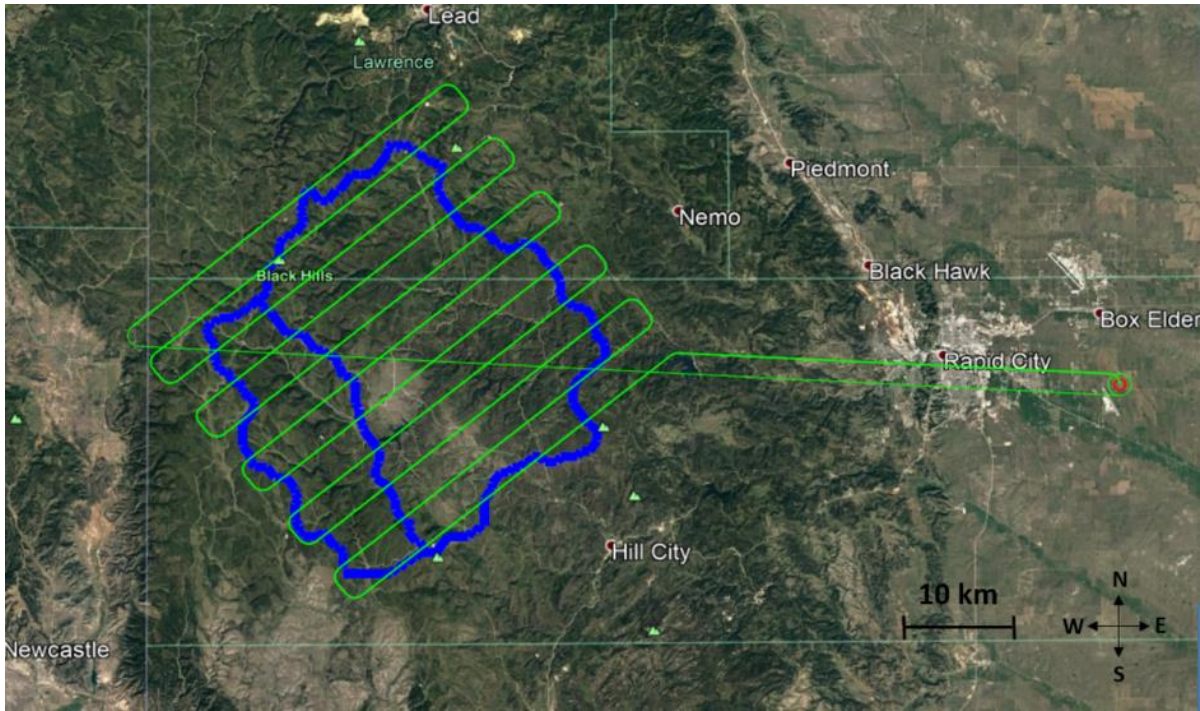 Lead
Lawrence
Piedmont
Nemo
Black Hawk
Black Hills
Box Elder
Rapid City
Hill City
10 km
N
W E
S
Newcastle